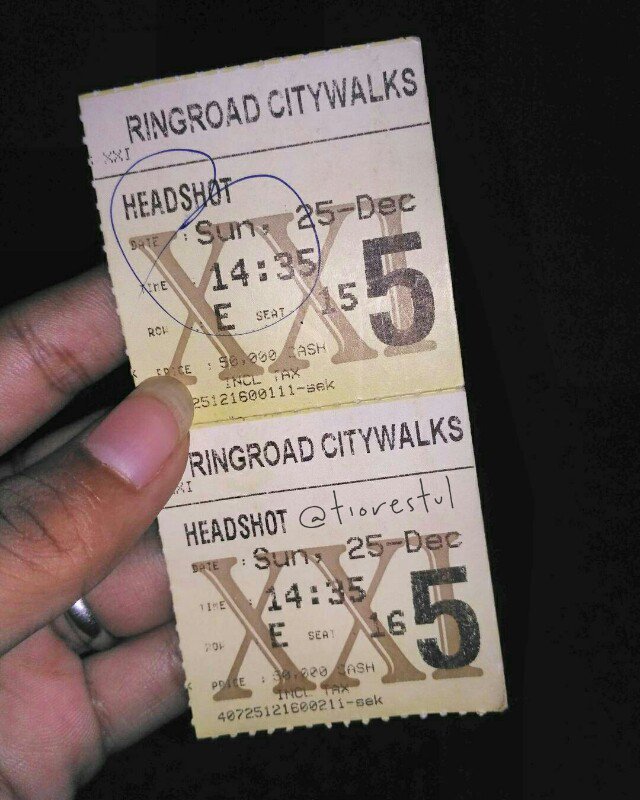 RINGROAD CITYWALKS
XXI
HEADSHOT
DATE : Sun, 25-Dec
TIME : 14:35
ROW : E SEAT 15 5
PRICE : 50,000 CASH
INCL TAX
25121600111-sek
RINGROAD CITYWALKS
XXI
HEADSHOT @tiorestul
: Sun, 25-Dec
TIME : 14:35
ROW : E SEAT 16 5
PRICE : 50,000 CASH
INCL TAX
40725121600211-sek